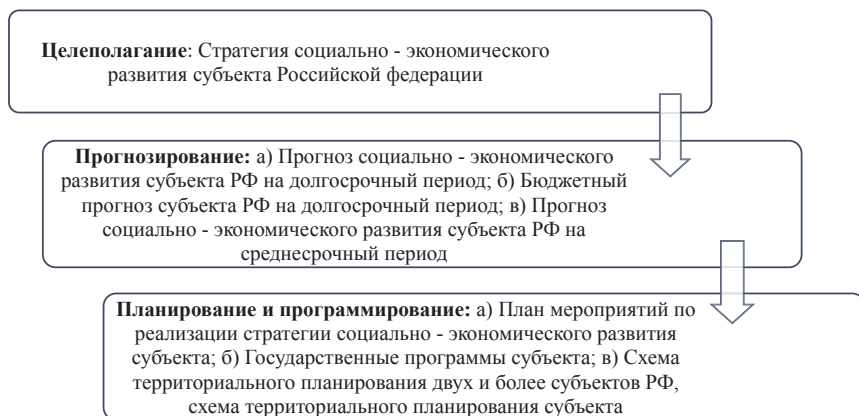 Целеполагание: Стратегия социально - экономического
развития субъекта Российской федерации
Прогнозирование: а) Прогноз социально - экономического
развития субъекта РФ на долгосрочный период; б) Бюджетный
прогноз субъекта РФ на долгосрочный период; в) Прогноз
социально - экономического развития субъекта РФ на
среднесрочный период
Планирование и программирование: а) План мероприятий по
реализации стратегии социально - экономического развития
субъекта; б) Государственные программы субъекта; в) Схема
территориального планирования двух и более субъектов РФ,
схема территориального планирования субъекта